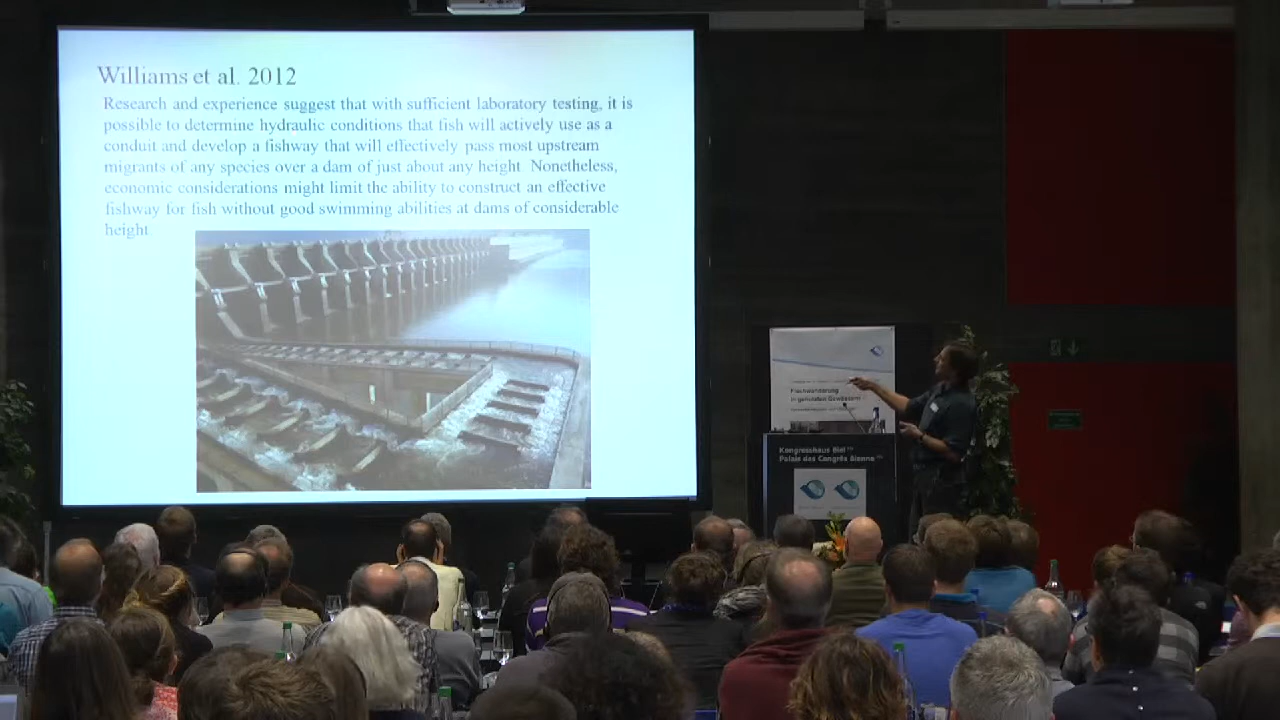 Williams et al. 2012
Research and experience suggest that with sufficient laboratory testing, it is
possible to determine hydraulic conditions that fish will actively use as a
conduit and develop a fishway that will effectively pass most upstream
migrants of any species over a dam of just about any height. Nonetheless,
economic considerations might limit the ability to construct an effective
fishway for fish without good swimming abilities at dams of considerable
height.
Fischwanderung
in genutzten Gewässern
Kongresshaus Biel
Palais des Congrès Bienne